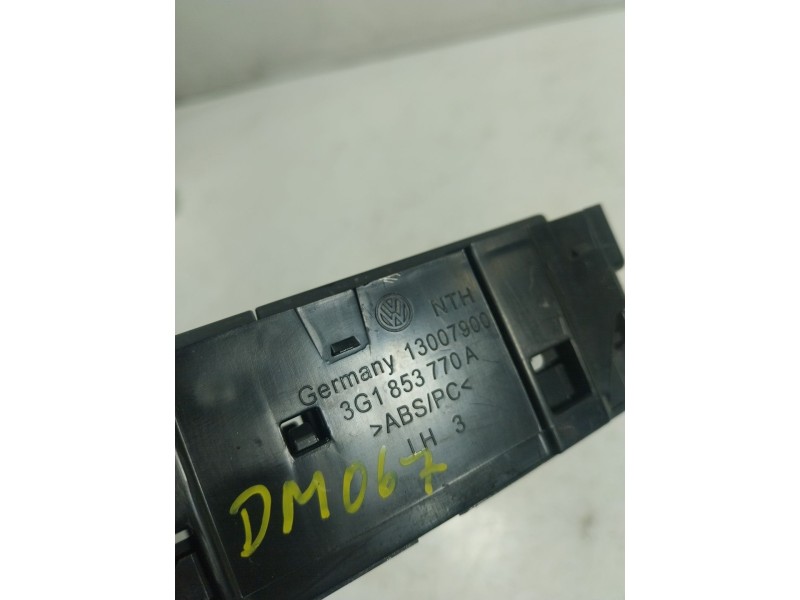 NTH
Germany 13007900
3G1 853 770 A
>ABS/PC<
LH 3
DM067